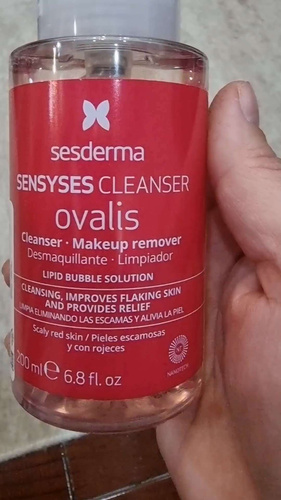 sesderma
SENSYSES CLEANSER
ovalis
Cleanser · Makeup remover
Desmaquillante · Limpiador
LIPID BUBBLE SOLUTION
CLEANSING, IMPROVES FLAKING SKIN
AND PROVIDES RELIEF
LIMPIA ELIMINANDO LAS ESCAMAS Y ALIVIA LA PIEL
Scaly red skin / Pieles escamosas
y con rojeces
200 ml ℮ 6.8 fl. oz
NANOTECH